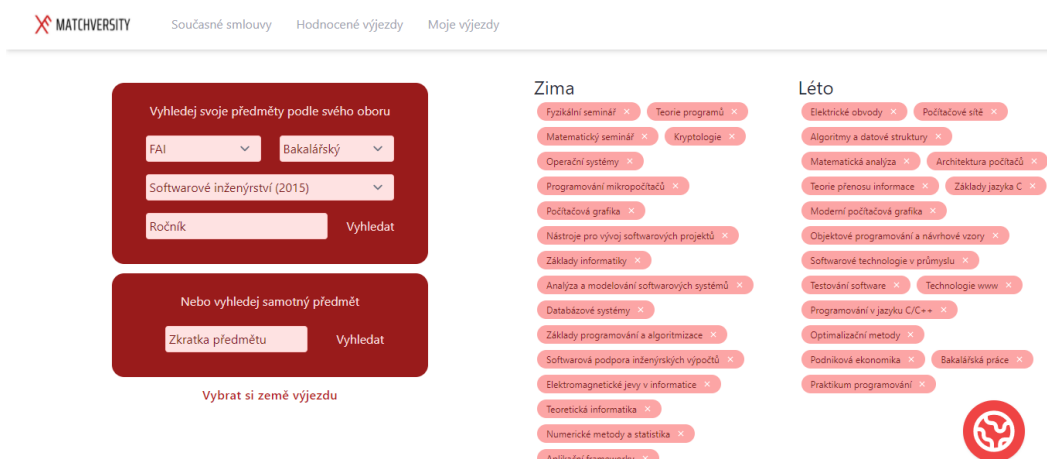 MATCHVERSITY
Současné smlouvy
Hodnocené výjezdy
Moje výjezdy
Vyhledej svoje předměty podle svého oboru
FAI
Bakalářský
Softwarové inženýrství (2015)
Ročník
Vyhledat
Nebo vyhledej samotný předmět
Zkratka předmětu
Vyhledat
Vybrat si země výjezdu
Zima
Fyzikální seminář ×
Teorie programů ×
Matematický seminář ×
Kryptologie ×
Operační systémy ×
Programování mikropočítačů ×
Počítačová grafika ×
Nástroje pro vývoj softwarových projektů ×
Základy informatiky ×
Analýza a modelování softwarových systémů ×
Databázové systémy ×
Základy programování a algoritmizace ×
Softwarová podpora inženýrských výpočtů ×
Elektromagnetické jevy v informatice ×
Teoretická informatika ×
Numerické metody a statistika ×
Aplikační frameworky ×
Léto
Elektrické obvody ×
Počítačové sítě ×
Algoritmy a datové struktury ×
Matematická analýza ×
Architektura počítačů ×
Teorie přenosu informace ×
Základy jazyka C ×
Moderní počítačová grafika ×
Objektové programování a návrhové vzory ×
Softwarové technologie v průmyslu ×
Testování software ×
Technologie www ×
Programování v jazyku C/C++ ×
Optimalizační metody ×
Podniková ekonomika ×
Bakalářská práce ×
Praktikum programování ×